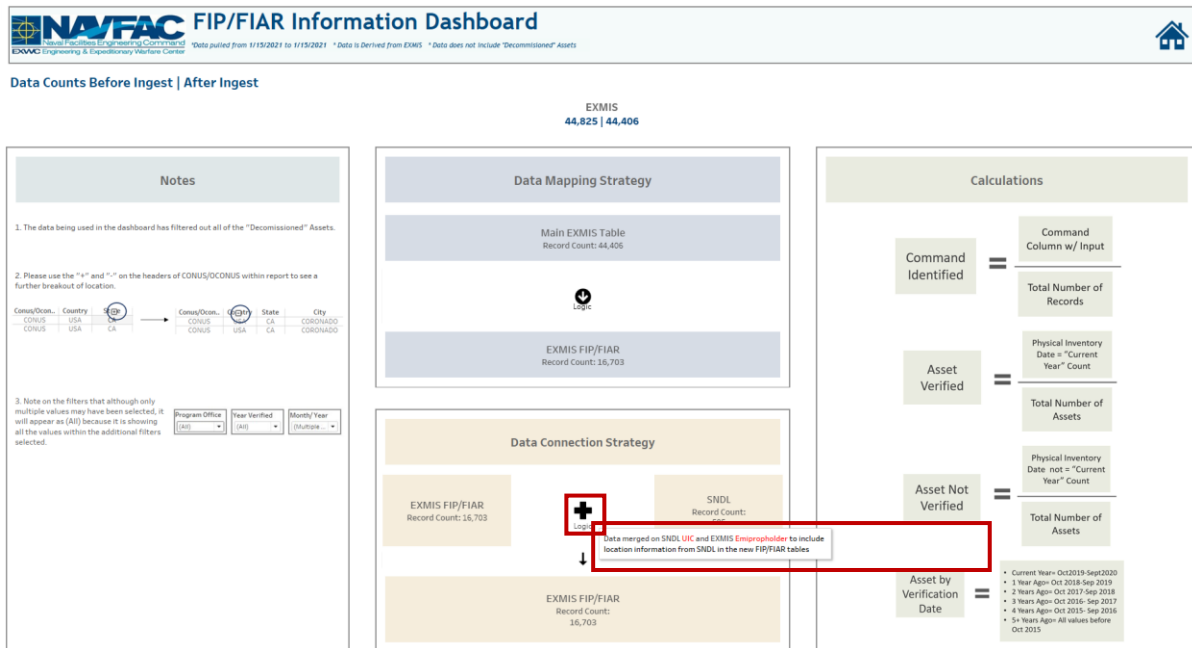 NAVFAC
Naval Facilities Engineering Command
EXWC Engineering & Expeditionary Warfare Center
FIP/FIAR Information Dashboard
*Data pulled from 1/15/2021 to 1/15/2021 * Data is Derived from EXMIS * Data does not include "Decommisioned" Assets
Data Counts Before Ingest | After Ingest
EXMIS
44,825 | 44,406
Notes
1. The data being used in the dashboard has filtered out all of the "Decomissioned" Assets.
2. Please use the "+" and "-" on the headers of CONUS/OCONUS within report to see a
further breakout of location.
Conus/Ocon.. Country
CONUS USA CA
CONUS USA CA
Conus/Ocon.. Country State City
CONUS USA CA CORONADO
CONUS USA CA CORONADO
3. Note on the filters that although only
multiple values may have been selected, it
will appear as (All) because it is showing
all the values within the additional filters
selected.
Program Office Year Verified Month/Year
(All) (All) (Multiple ...
Data Mapping Strategy
Main EXMIS Table
Record Count: 44,406
Logic
EXMIS FIP/FIAR
Record Count: 16,703
Data Connection Strategy
EXMIS FIP/FIAR
Record Count: 16,703
Logic
SNDL
Record Count:
Data merged on SNDL UIC and EXMIS Emipropholder to include
location information from SNDL in the new FIP/FIAR tables
EXMIS FIP/FIAR
Record Count:
16,703
Calculations
Command
Identified
=
Command
Column w/ Input
Total Number of
Records
Asset
Verified
=
Physical Inventory
Date = "Current
Year" Count
Total Number of
Assets
Asset Not
Verified
=
Physical Inventory
Date not = "Current
Year" Count
Total Number of
Assets
Asset by
Verification
Date
=
• Current Year= Oct2019-Sept2020
• 1 Year Ago= Oct 2018-Sep 2019
• 2 Years Ago= Oct 2017-Sep 2018
• 3 Years Ago= Oct 2016- Sep 2017
• 4 Years Ago= Oct 2015- Sep 2016
• 5+ Years Ago= All values before
Oct 2015